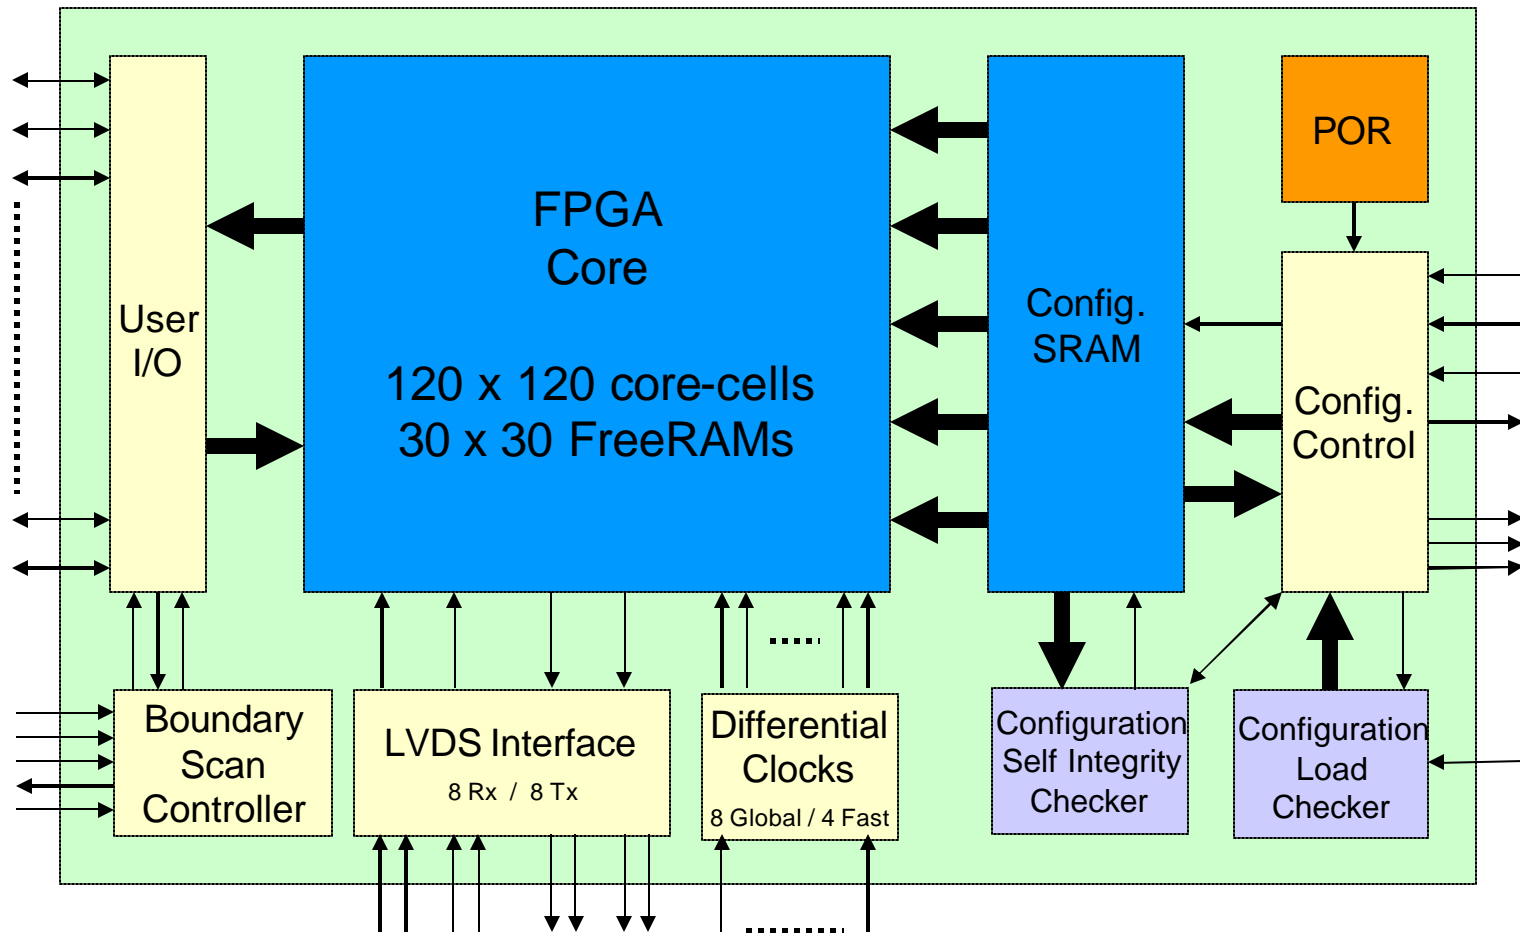 User
I/O
FPGA
Core
120 x 120 core-cells
30 x 30 FreeRAMs
Config.
SRAM
POR
Config.
Control
Boundary
Scan
Controller
LVDS Interface
8 Rx / 8 Tx
Differential
Clocks
8 Global / 4 Fast
Configuration
Self Integrity
Checker
Configuration
Load
Checker